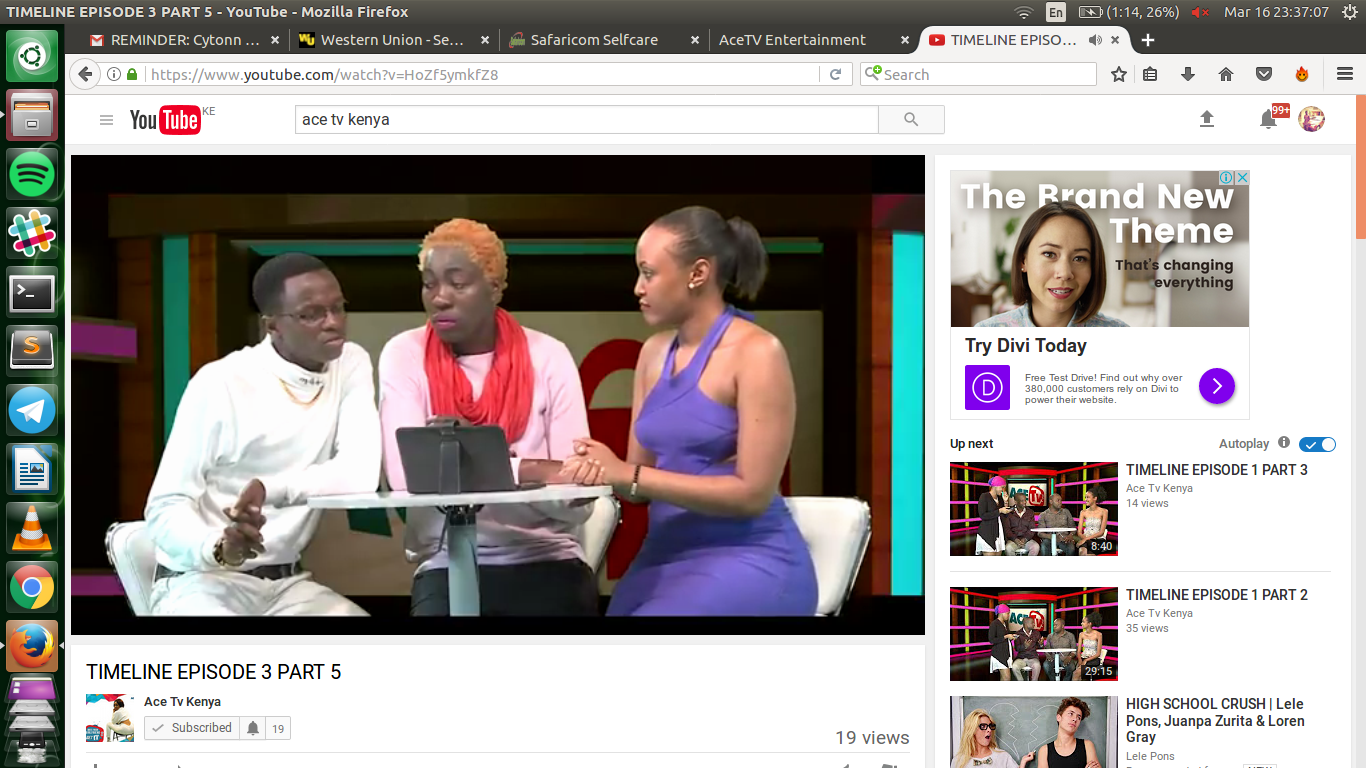 TIMELINE EPISODE 3 PART 5 - YouTube - Mozilla Firefox
En
(1:14, 26%)
Mar 16 23:37:07
REMINDER: Cytonn ...
Western Union - Se...
Safaricom Selfcare
AceTV Entertainment
TIMELINE EPISO...
https://www.youtube.com/watch?v=HoZf5ymkfZ8
Search
YouTube KE
ace tv kenya
99+
The Brand New
Theme
That's changing
everything
Try Divi Today
D
Free Test Drive! Find out why over
380,000 customers rely on Divi to
power their website.
Up next
Autoplay
TIMELINE EPISODE 1 PART 3
Ace Tv Kenya
14 views
8:40
TIMELINE EPISODE 1 PART 2
Ace Tv Kenya
35 views
29:15
HIGH SCHOOL CRUSH | Lele
Pons, Juanpa Zurita & Loren
Gray
Lele Pons
TIMELINE EPISODE 3 PART 5
Ace Tv Kenya
Subscribed
19
19 views